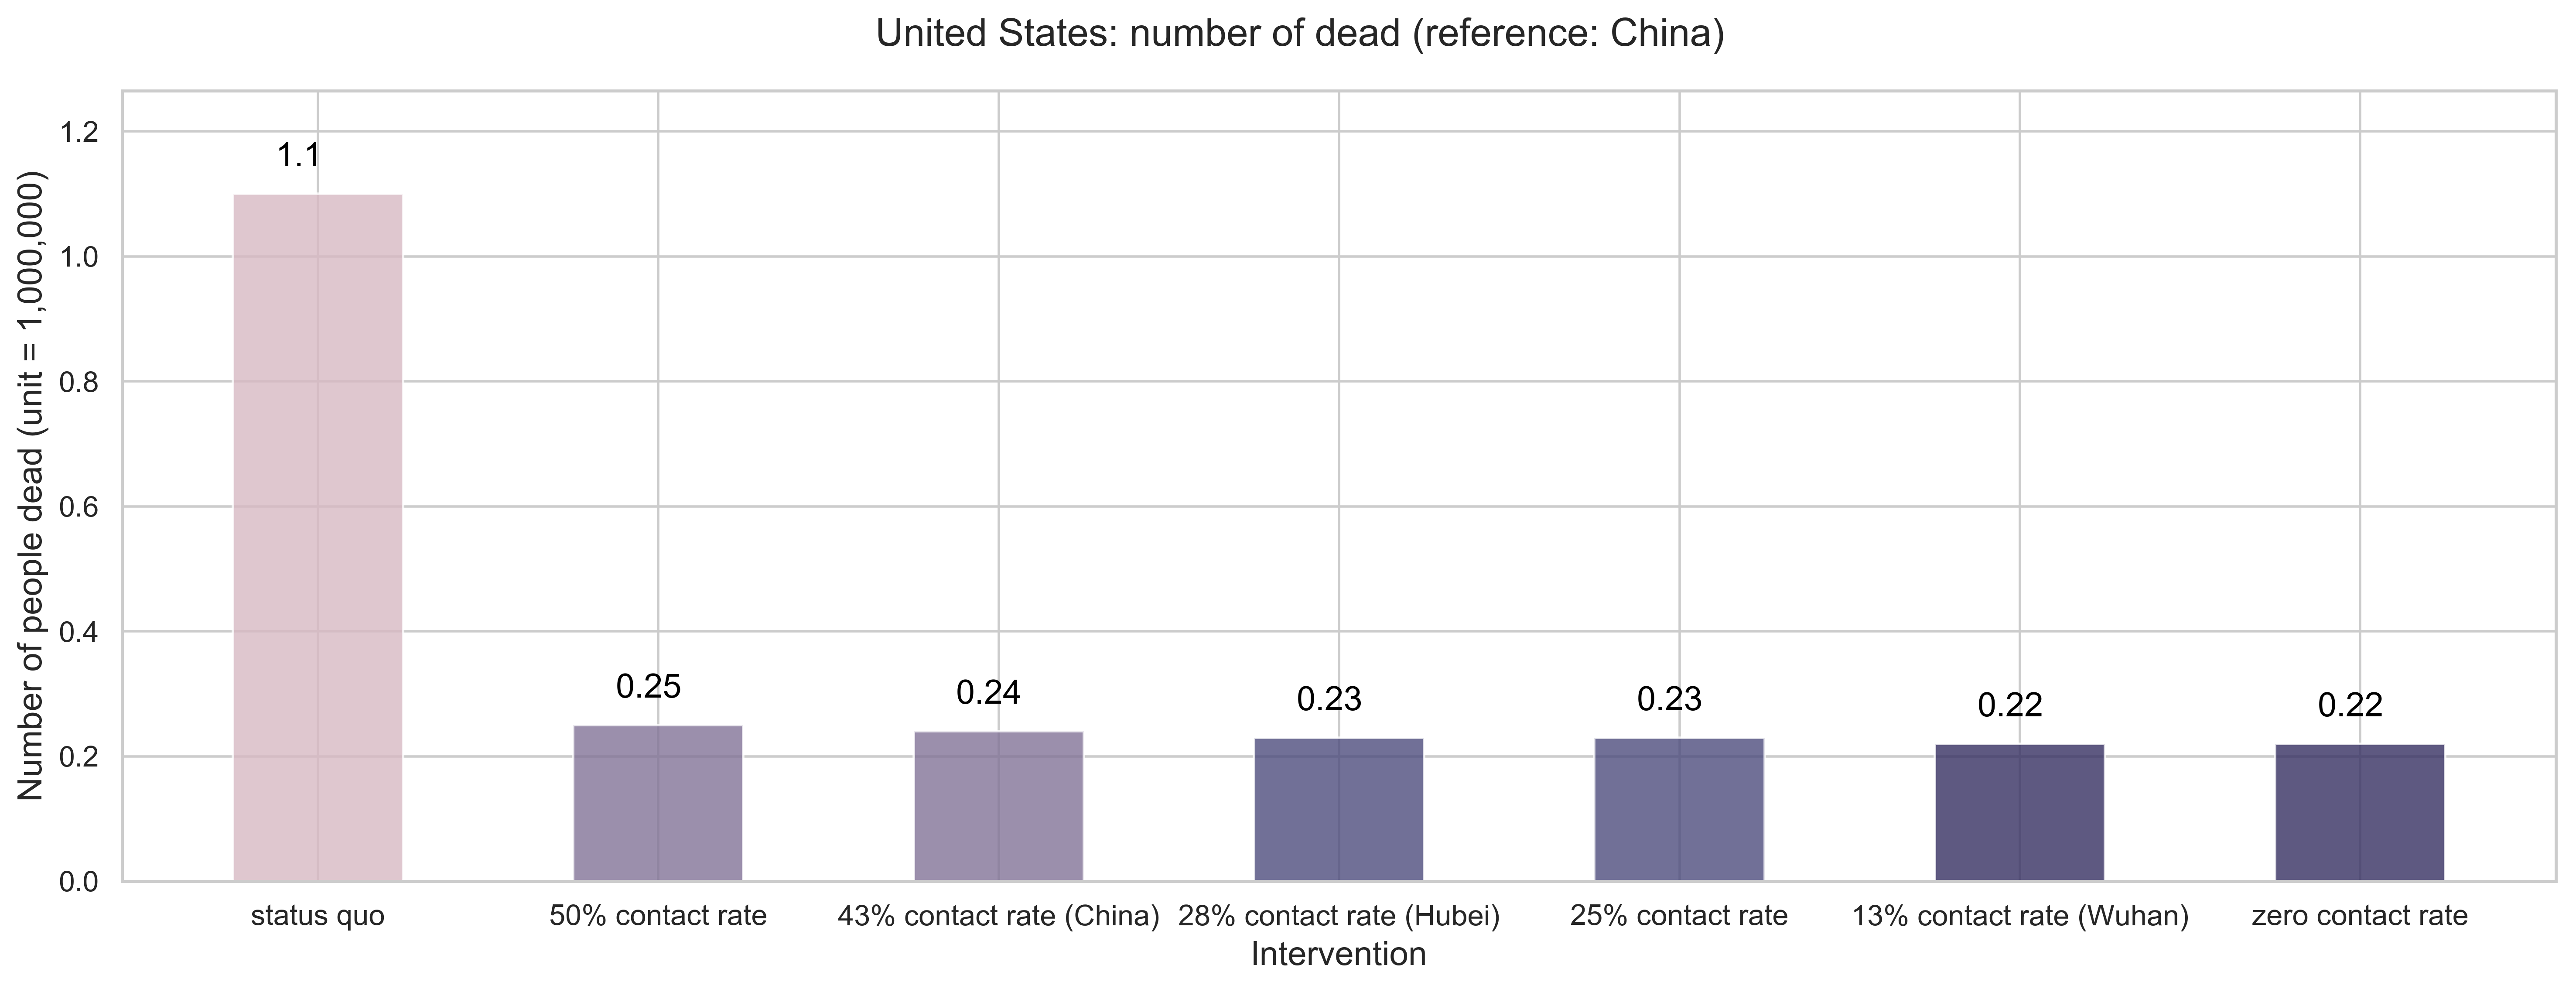 United States: number of dead (reference: China)
Number of people dead (unit = 1,000,000)
1.2
1.0
0.8
0.6
0.4
0.2
0.0
1.1
0.25
0.24
0.23
0.23
0.22
0.22
status quo
50% contact rate
43% contact rate (China)
28% contact rate (Hubei)
25% contact rate
13% contact rate (Wuhan)
zero contact rate
Intervention